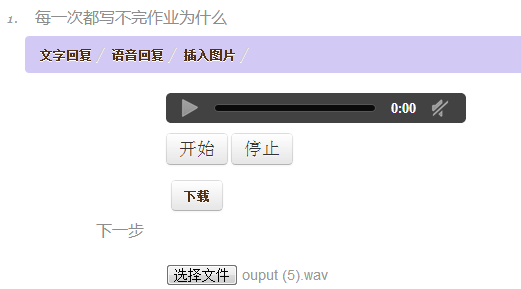 1. 每一次都写不完作业为什么
文字回复 / 语音回复 / 插入图片 /
0:00
开始 停止
下载
下一步
选择文件 ouput (5).wav